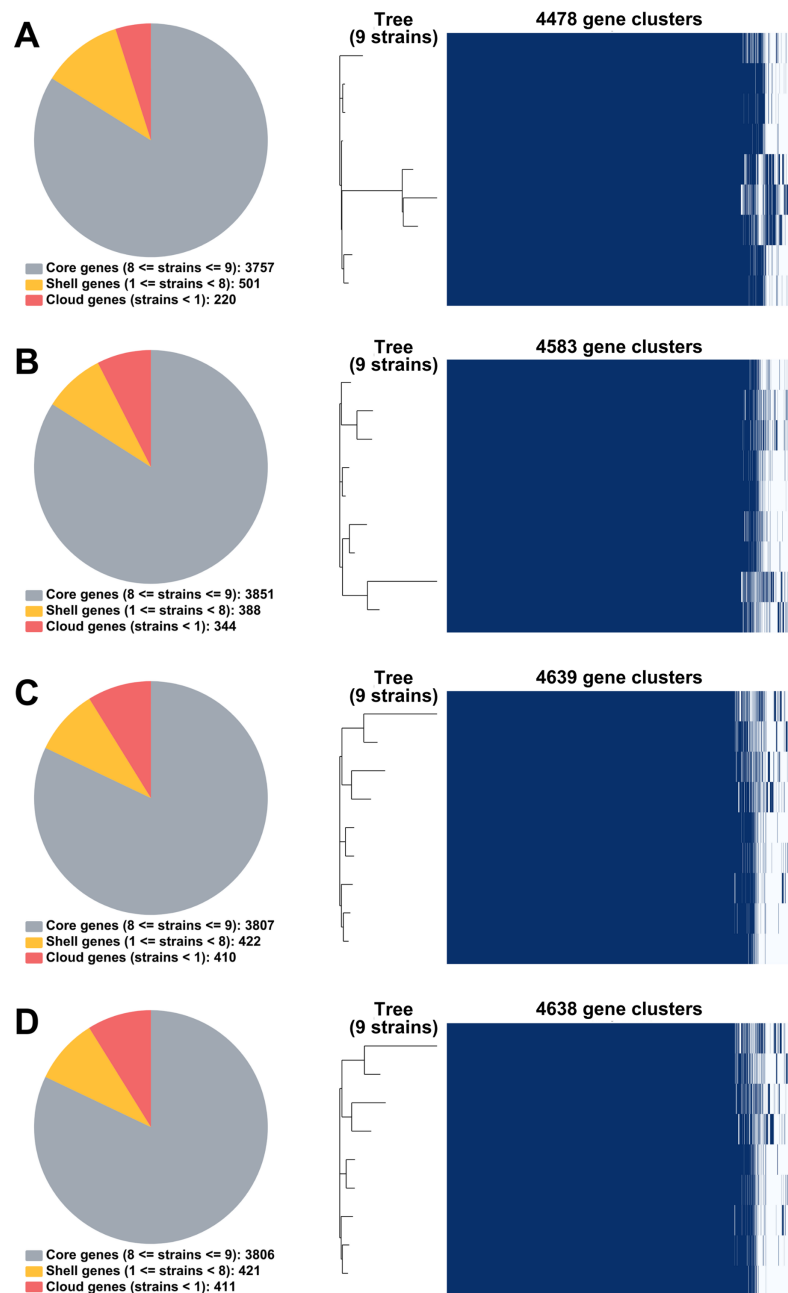 A
Tree
(9 strains)
4478 gene clusters
Core genes (8 <= strains <= 9): 3757
Shell genes (1 <= strains < 8): 501
Cloud genes (strains < 1): 220
B
Tree
(9 strains)
4583 gene clusters
Core genes (8 <= strains <= 9): 3851
Shell genes (1 <= strains < 8): 388
Cloud genes (strains < 1): 344
C
Tree
(9 strains)
4639 gene clusters
Core genes (8 <= strains <= 9): 3807
Shell genes (1 <= strains < 8): 422
Cloud genes (strains < 1): 410
D
Tree
(9 strains)
4638 gene clusters
Core genes (8 <= strains <= 9): 3806
Shell genes (1 <= strains < 8): 421
Cloud genes (strains < 1): 411